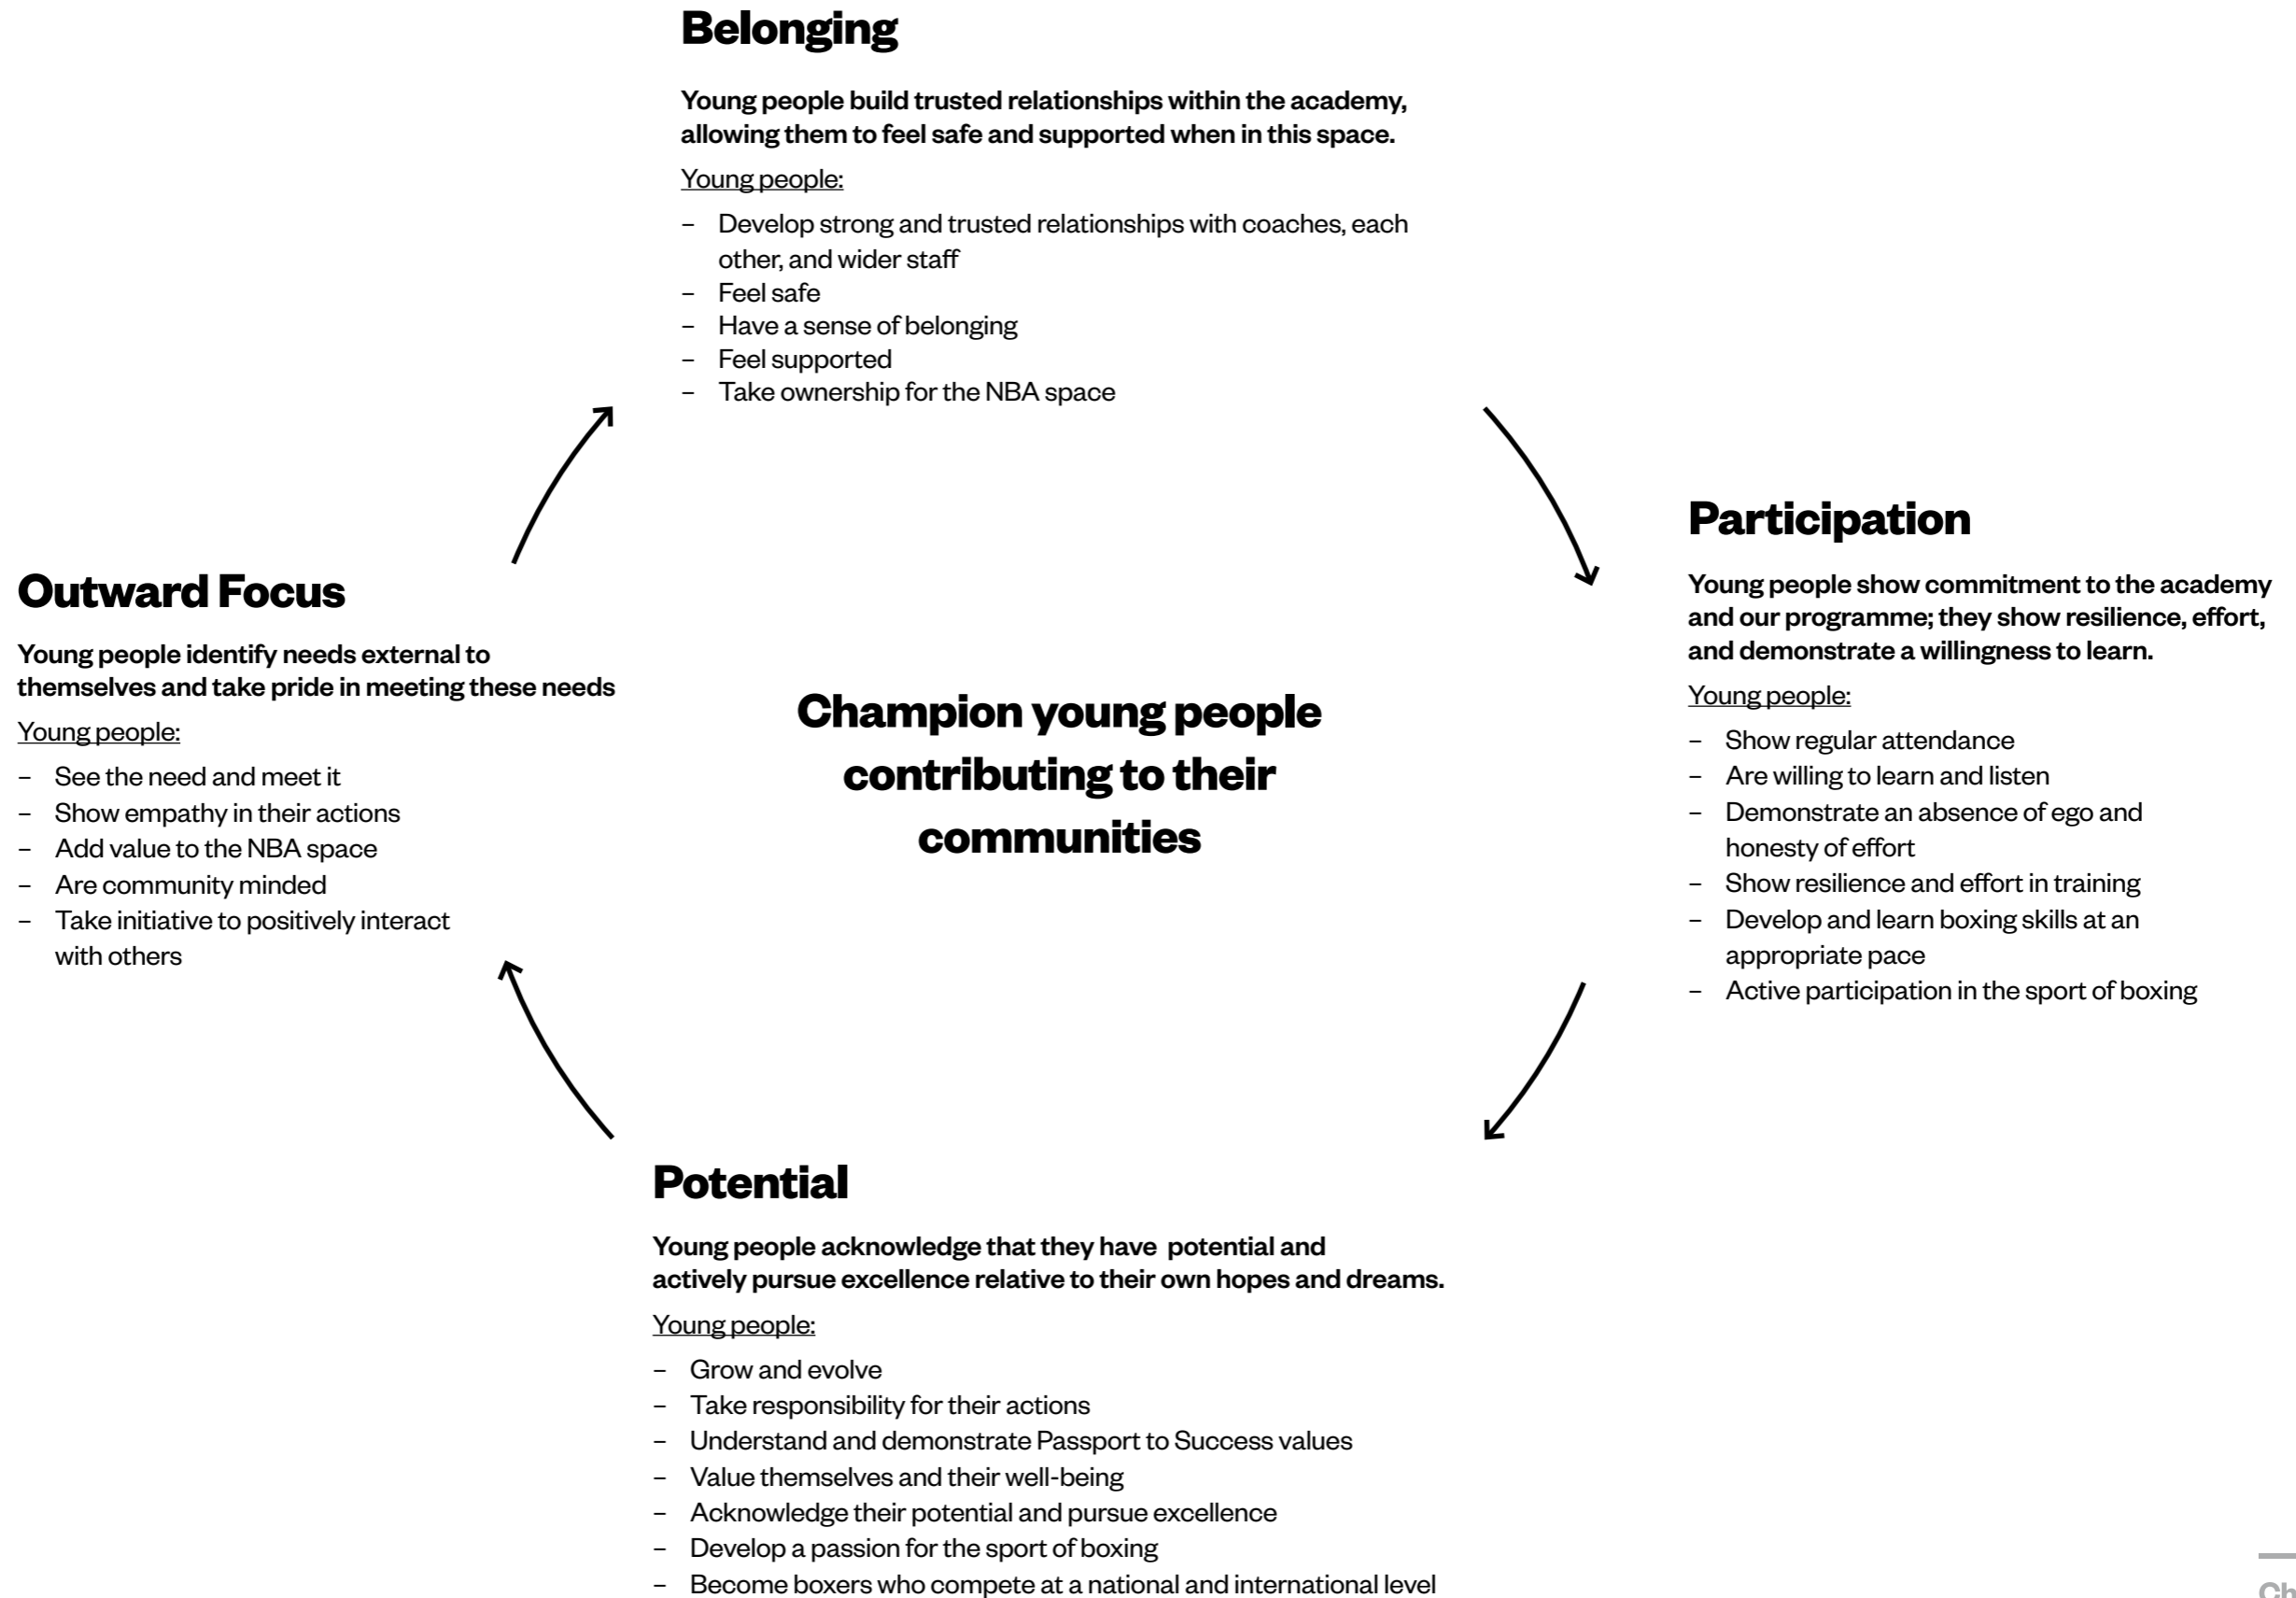 Belonging
Young people build trusted relationships within the academy,
allowing them to feel safe and supported when in this space.
Young people:
– Develop strong and trusted relationships with coaches, each
other, and wider staff
– Feel safe
– Have a sense of belonging
– Feel supported
– Take ownership for the NBA space
Participation
Young people show commitment to the academy
and our programme; they show resilience, effort,
and demonstrate a willingness to learn.
Young people:
– Show regular attendance
– Are willing to learn and listen
– Demonstrate an absence of ego and
honesty of effort
– Show resilience and effort in training
– Develop and learn boxing skills at an
appropriate pace
– Active participation in the sport of boxing
Potential
Young people acknowledge that they have  potential and
actively pursue excellence relative to their own hopes and dreams.
Young people:
– Grow and evolve
– Take responsibility for their actions
– Understand and demonstrate Passport to Success values
– Value themselves and their well-being
– Acknowledge their potential and pursue excellence
– Develop a passion for the sport of boxing
– Become boxers who compete at a national and international level
Outward Focus
Young people identify needs external to
themselves and take pride in meeting these needs
Young people:
– See the need and meet it
– Show empathy in their actions
– Add value to the NBA space
– Are community minded
– Take initiative to positively interact
with others
Champion young people
contributing to their
communities